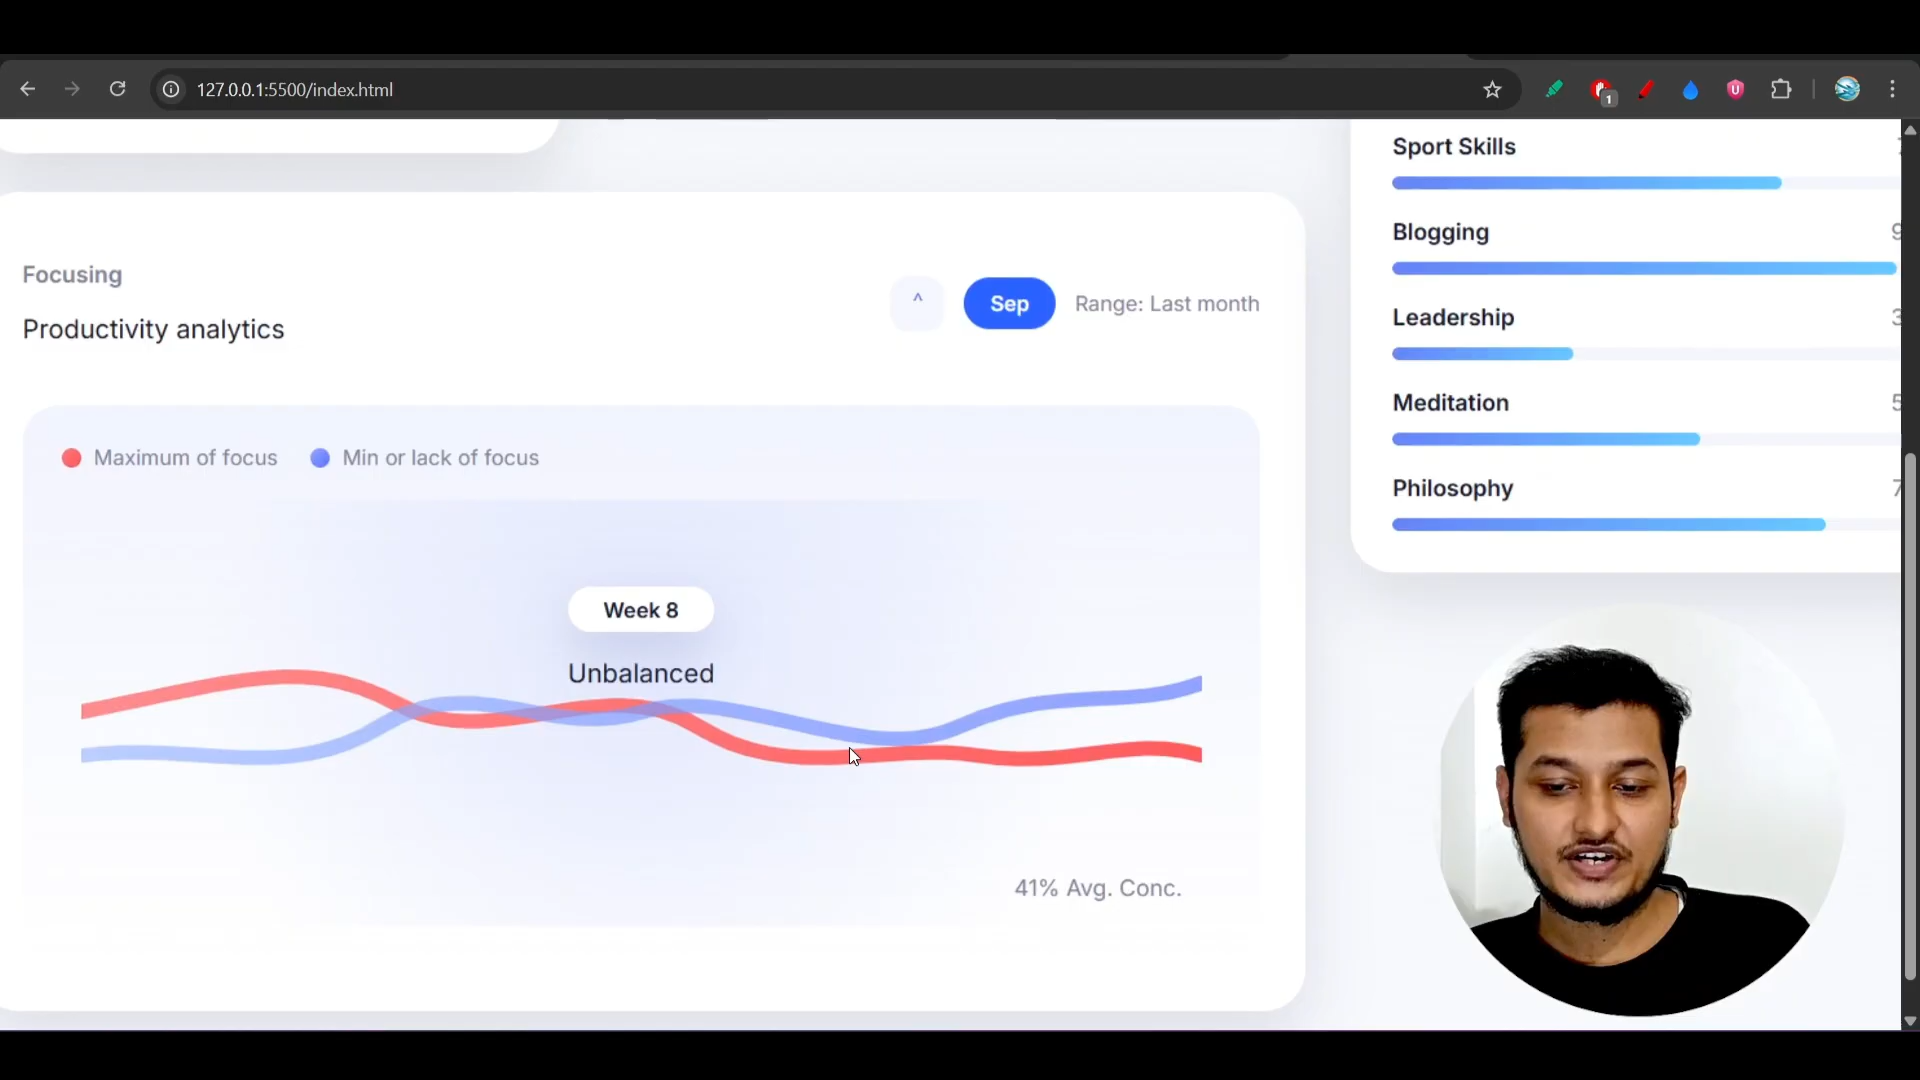 127.0.0.1:5500/index.html
1
Focusing
Productivity analytics
^
Sep
Range: Last month
Maximum of focus
Min or lack of focus
Week 8
Unbalanced
41% Avg. Conc.
Sport Skills
Blogging
Leadership
Meditation
Philosophy